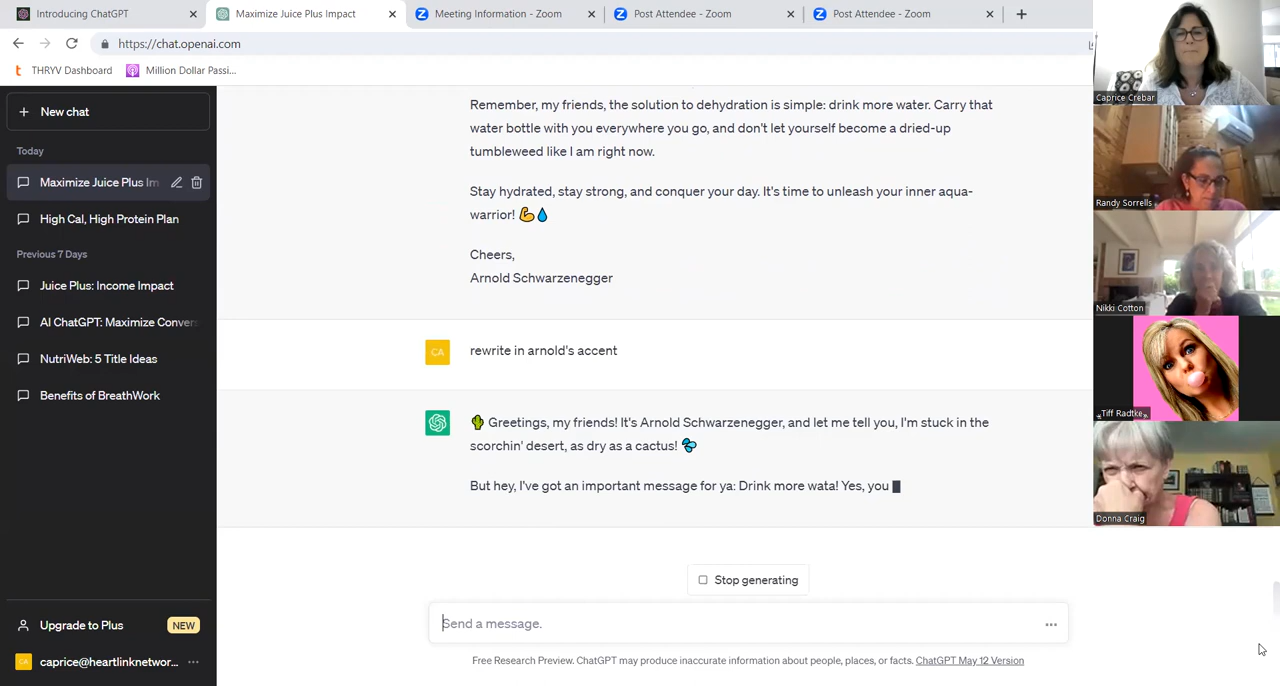 Introducing ChatGPT
Maximize Juice Plus Impact
Meeting Information - Zoom
Post Attendee - Zoom
Post Attendee - Zoom
https://chat.openai.com
THRYV Dashboard
Million Dollar Passi...
New chat
Today
Maximize Juice Plus Im
High Cal, High Protein Plan
Previous 7 Days
Juice Plus: Income Impact
AI ChatGPT: Maximize Conver
NutriWeb: 5 Title Ideas
Benefits of BreathWork
Upgrade to Plus
NEW
CA
caprice@heartlinknetwor...
Remember, my friends, the solution to dehydration is simple: drink more water. Carry that
water bottle with you everywhere you go, and don't let yourself become a dried-up
tumbleweed like I am right now.
Stay hydrated, stay strong, and conquer your day. It's time to unleash your inner aqua-
warrior! 💪💧
Cheers,
Arnold Schwarzenegger
CA
rewrite in arnold's accent
🌵 Greetings, my friends! It's Arnold Schwarzenegger, and let me tell you, I'm stuck in the
scorchin' desert, as dry as a cactus! 💦
But hey, I've got an important message for ya: Drink more wata! Yes, you
Stop generating
Send a message.
Free Research Preview. ChatGPT may produce inaccurate information about people, places, or facts. ChatGPT May 12 Version
Caprice Crebar
Randy Sorrells
Nikki Cotton
Tiff Radtke
Donna Craig